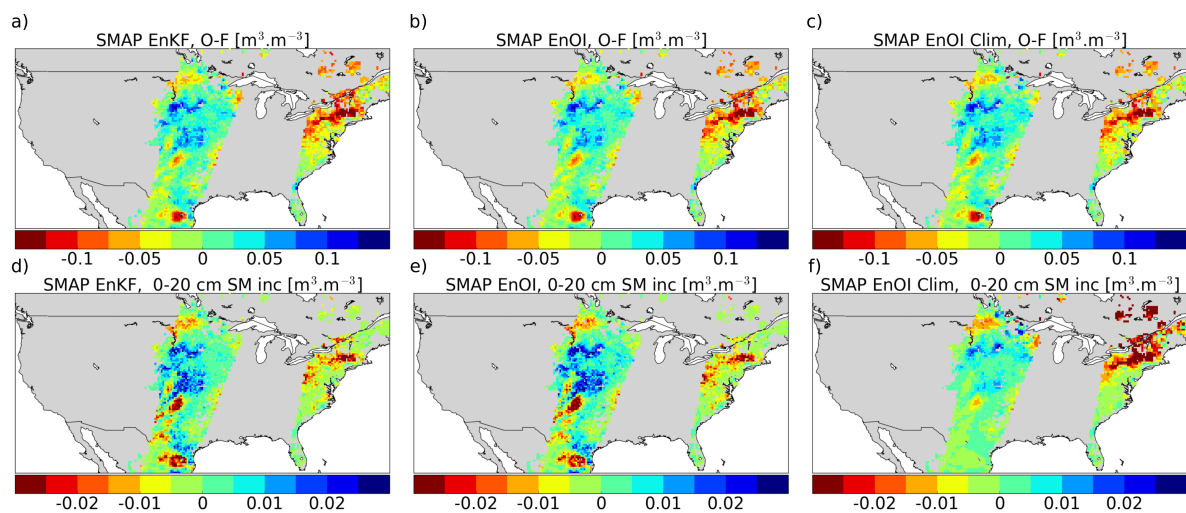 a)
SMAP EnKF, O-F [m³.m⁻³]
b)
SMAP EnOI, O-F [m³.m⁻³]
c)
SMAP EnOI Clim, O-F [m³.m⁻³]
-0.1 -0.05 0 0.05 0.1
-0.1 -0.05 0 0.05 0.1
-0.1 -0.05 0 0.05 0.1
d)
SMAP EnKF, 0-20 cm SM inc [m³.m⁻³]
e)
SMAP EnOI, 0-20 cm SM inc [m³.m⁻³]
f)
SMAP EnOI Clim, 0-20 cm SM inc [m³.m⁻³]
-0.02 -0.01 0 0.01 0.02
-0.02 -0.01 0 0.01 0.02
-0.02 -0.01 0 0.01 0.02